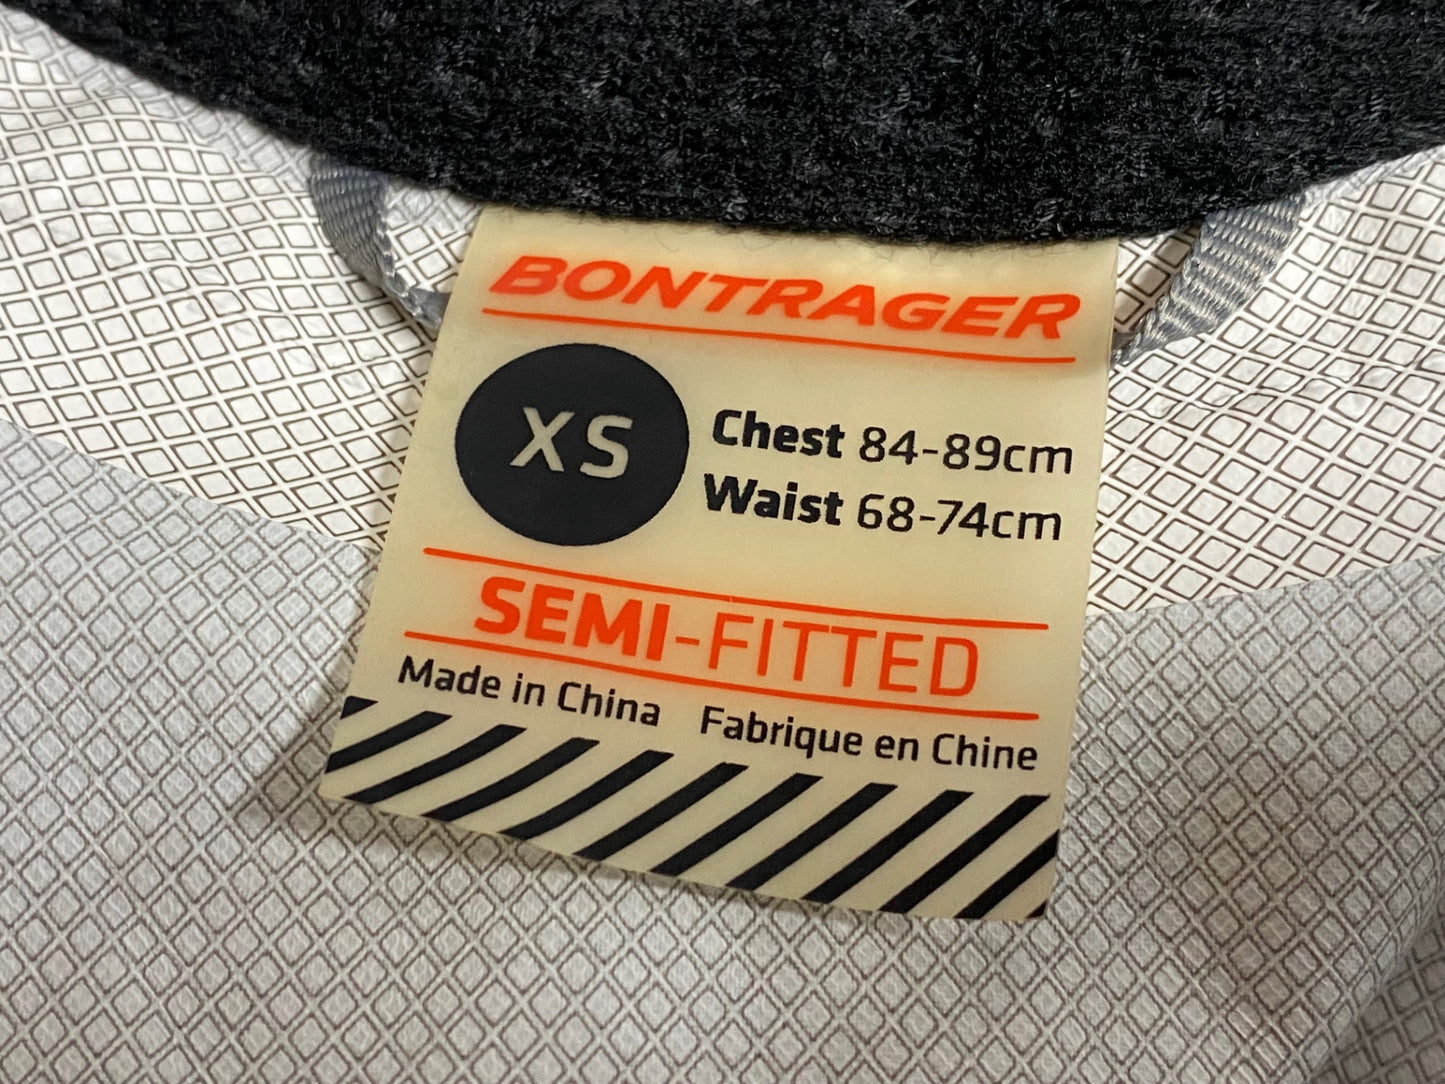 BONTRAGER
XS
Chest 84-89cm
Waist 68-74cm
SEMI-FITTED
Made in China Fabrique en Chine